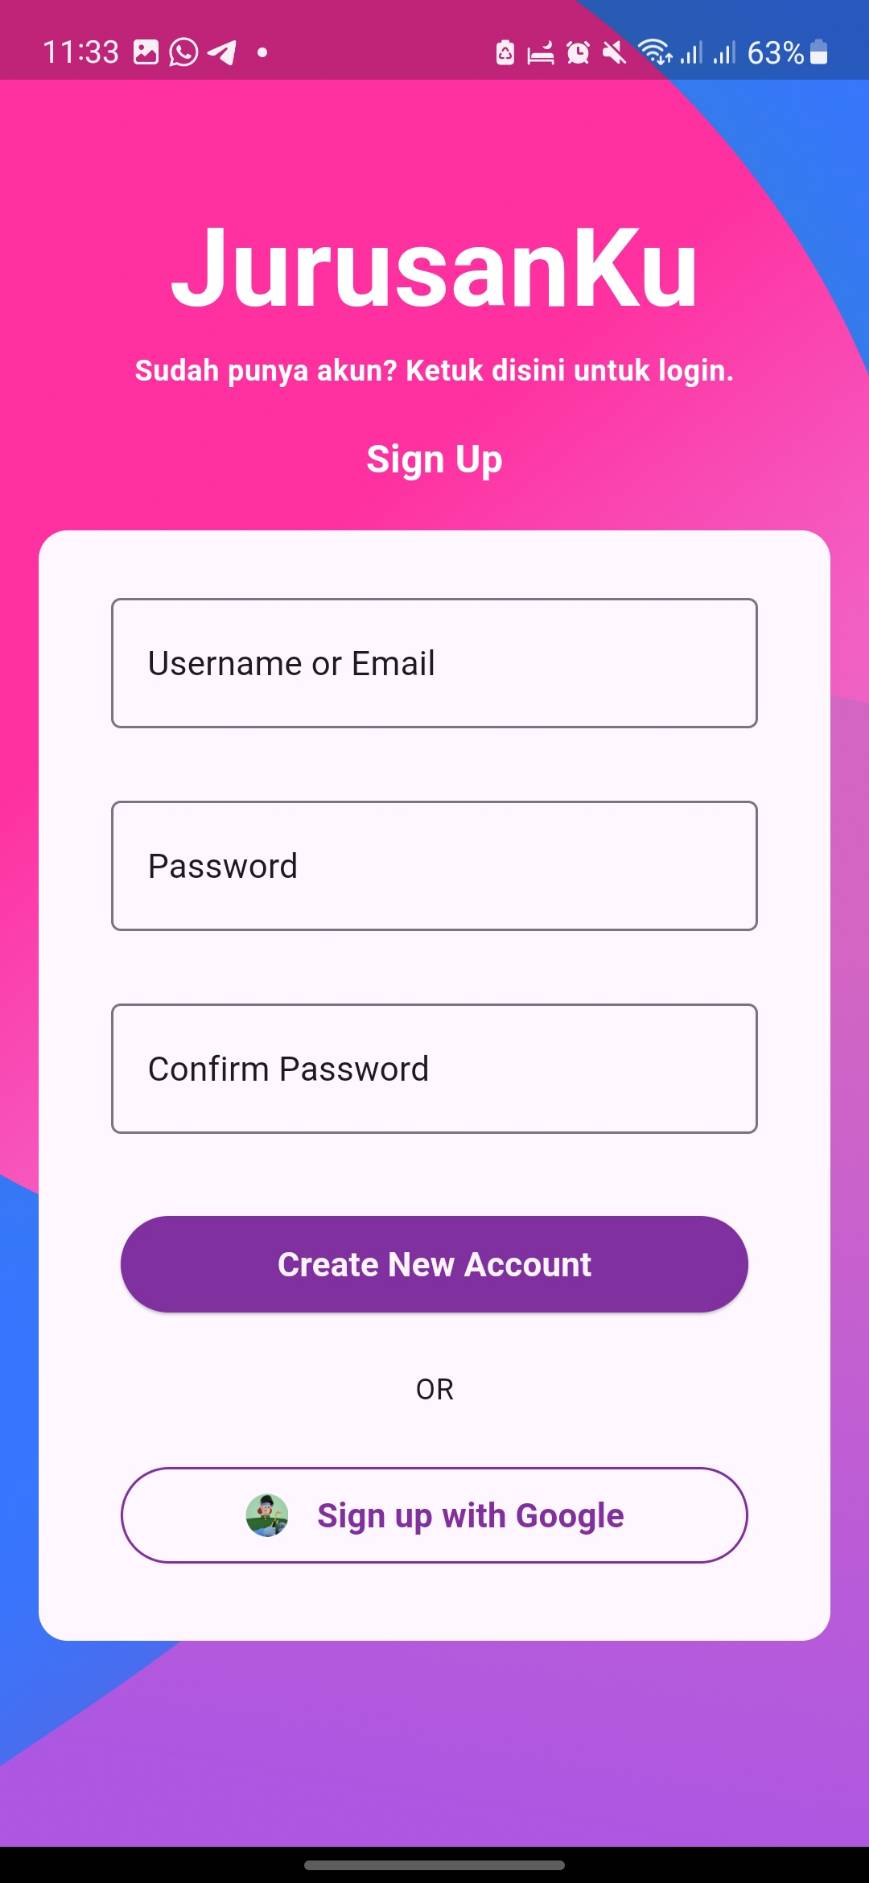 11:33
63%
JurusanKu
Sudah punya akun? Ketuk disini untuk login.
Sign Up
Username or Email
Password
Confirm Password
Create New Account
OR
Sign up with Google